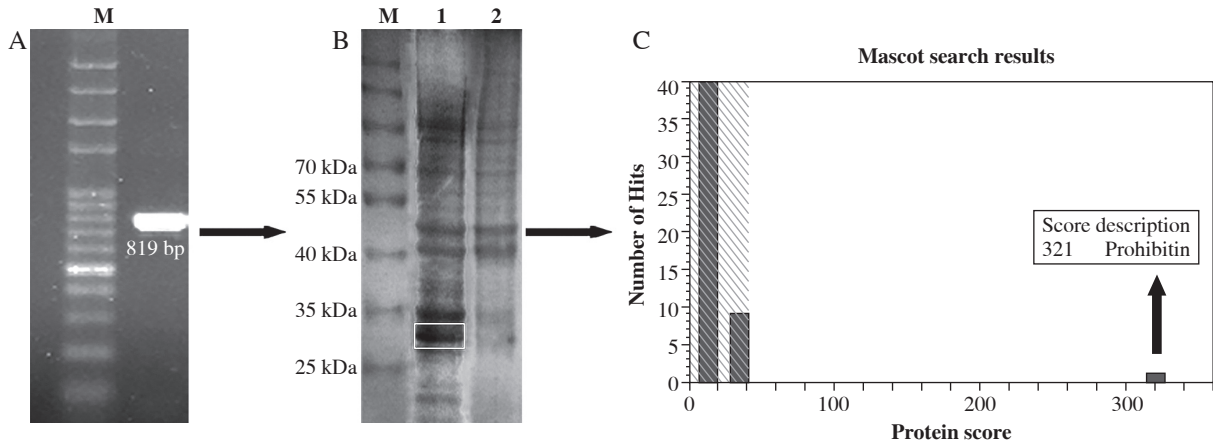 A
M
819 bp
B
M 1 2
70 kDa
55 kDa
40 kDa
35 kDa
25 kDa
C
Mascot search results
Number of Hits
40
35
30
25
20
15
10
5
0
Score description
321 Prohibitin
0 100 200 300
Protein score